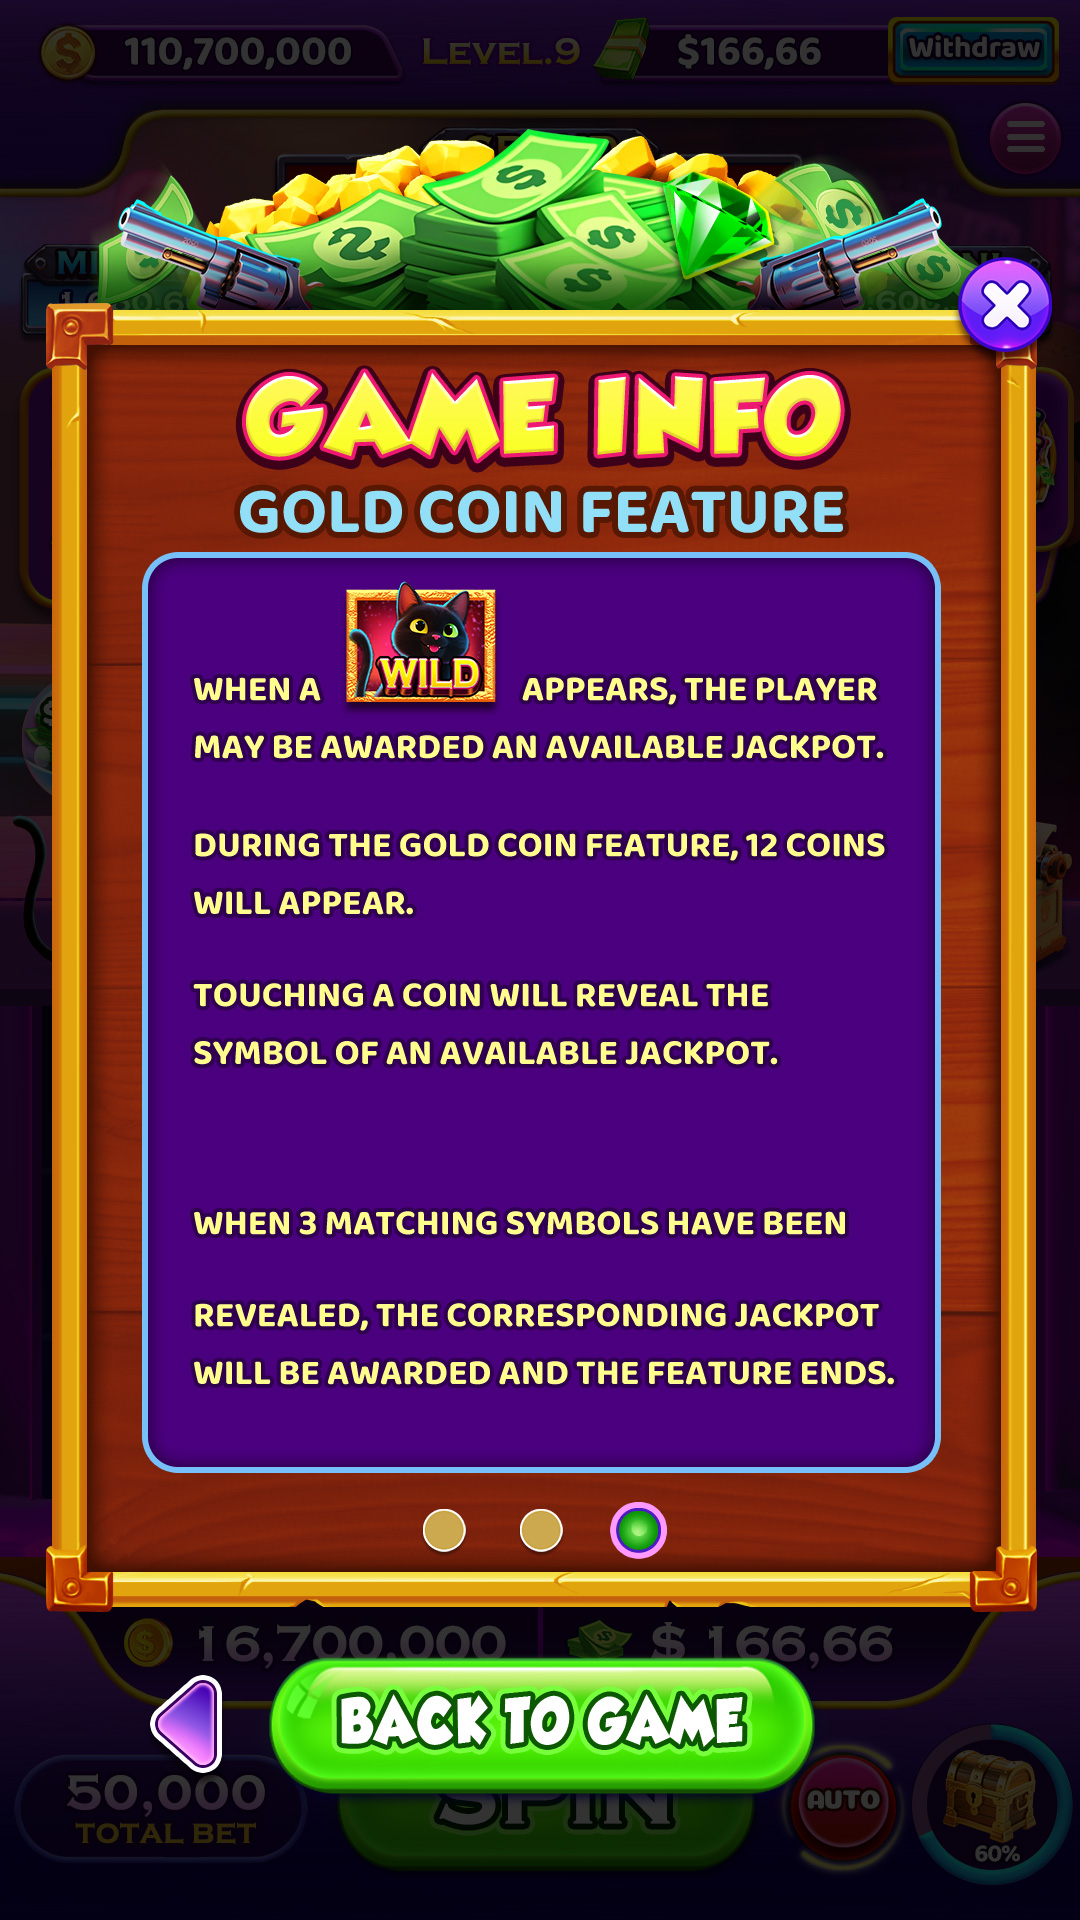 110,700,000
LEVEL.9
$166,66
Withdraw
GAME INFO
GOLD COIN FEATURE
WHEN A WILD APPEARS, THE PLAYER
MAY BE AWARDED AN AVAILABLE JACKPOT.
DURING THE GOLD COIN FEATURE, 12 COINS
WILL APPEAR.
TOUCHING A COIN WILL REVEAL THE
SYMBOL OF AN AVAILABLE JACKPOT.
WHEN 3 MATCHING SYMBOLS HAVE BEEN
REVEALED, THE CORRESPONDING JACKPOT
WILL BE AWARDED AND THE FEATURE ENDS.
16,700,000
$ 166,66
BACK TO GAME
50,000
TOTAL BET
SPIN
AUTO
60%